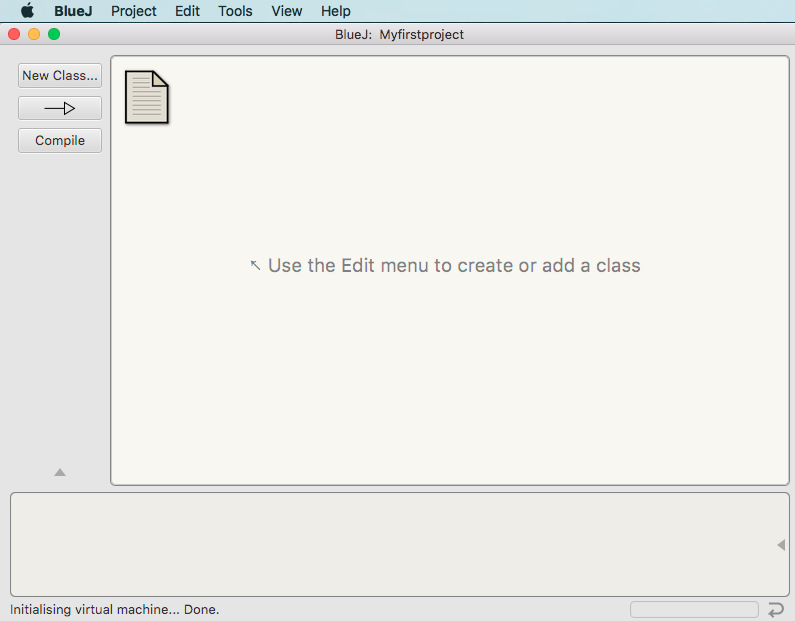 BlueJ Project Edit Tools View Help
BlueJ: Myfirstproject
New Class...
Compile
Use the Edit menu to create or add a class
Initialising virtual machine... Done.